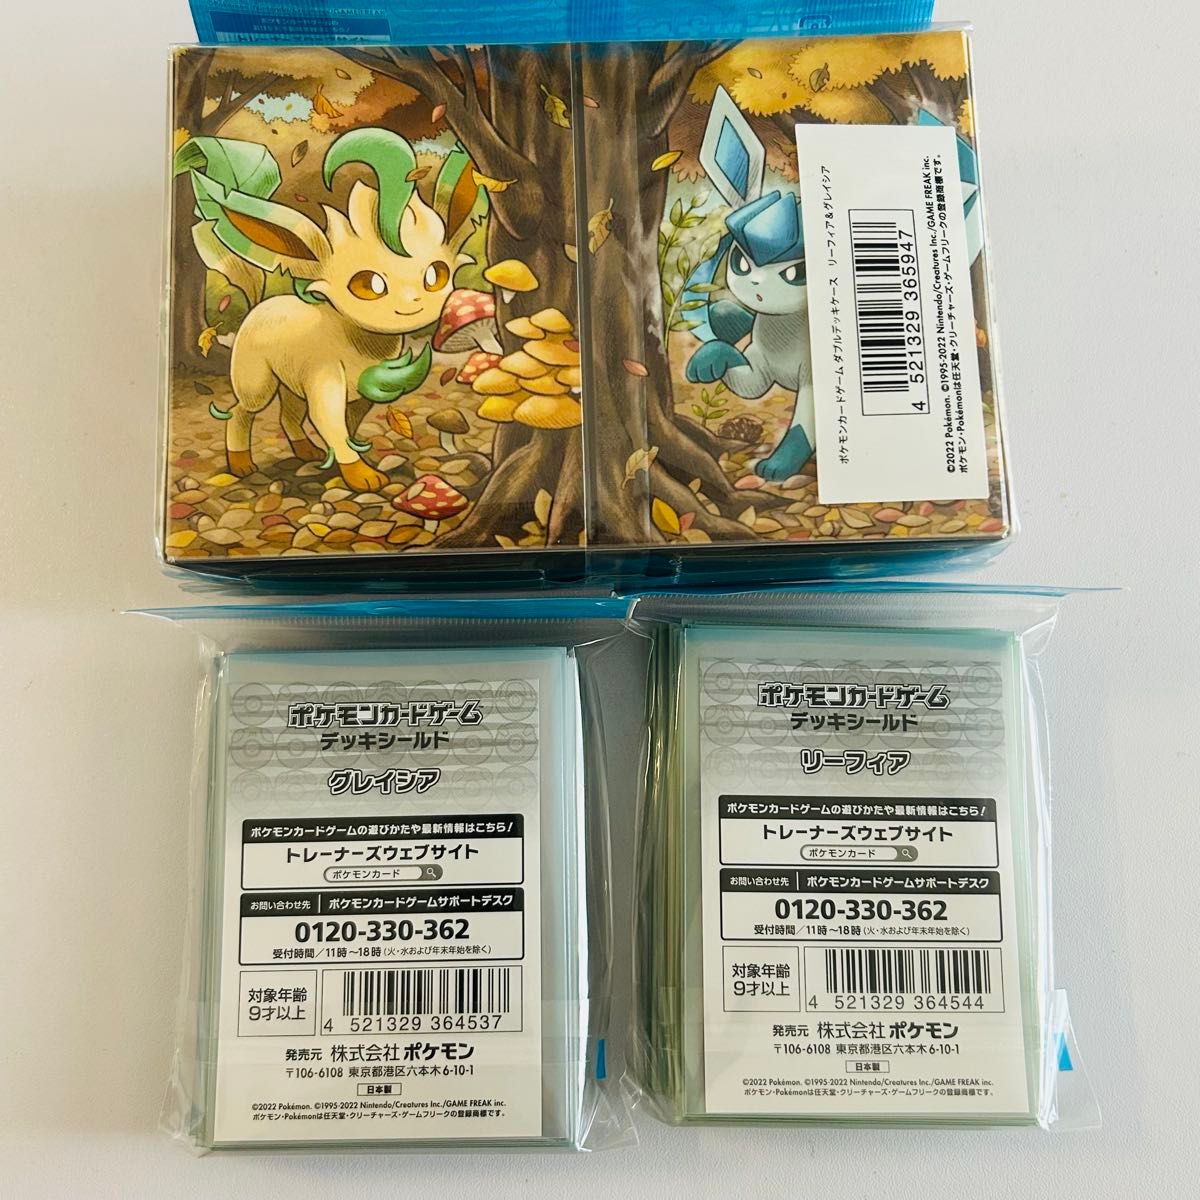 ポケモンカードゲームの
トレーナーズウェブサイト
ポケモンカードゲーム ダブルデッキケース リーフィア&グレイシア
4 521329 365947
©2022 Pokémon. ©1995-2022 Nintendo/Creatures Inc./GAME FREAK inc.
ポケモン・Pokémonは任天堂・クリーチャーズ・ゲームフリークの登録商標です。
ポケモンカードゲーム
デッキシールド
グレイシア
ポケモンカードゲームの遊びかたや最新情報はこちら!
トレーナーズウェブサイト
ポケモンカード
お問い合わせ先 ポケモンカードゲームサポートデスク
0120-330-362
受付時間/11時~18時(火・水および年末年始を除く)
対象年齢
9才以上
4 521329 364537
発売元 株式会社 ポケモン
〒106-6108 東京都港区六本木6-10-1
日本製
©2022 Pokémon. ©1995-2022 Nintendo/Creatures Inc./GAME FREAK inc.
ポケモン・Pokémonは任天堂・クリーチャーズ・ゲームフリークの登録商標です。
ポケモンカードゲーム
デッキシールド
リーフィア
ポケモンカードゲームの遊びかたや最新情報はこちら!
トレーナーズウェブサイト
ポケモンカード
お問い合わせ先 ポケモンカードゲームサポートデスク
0120-330-362
受付時間/11時~18時(火・水および年末年始を除く)
対象年齢
9才以上
4 521329 364544
発売元 株式会社 ポケモン
〒106-6108 東京都港区六本木6-10-1
日本製
©2022 Pokémon. ©1995-2022 Nintendo/Creatures Inc./GAME FREAK inc.
ポケモン・Pokémonは任天堂・クリーチャーズ・ゲームフリークの登録商標です。